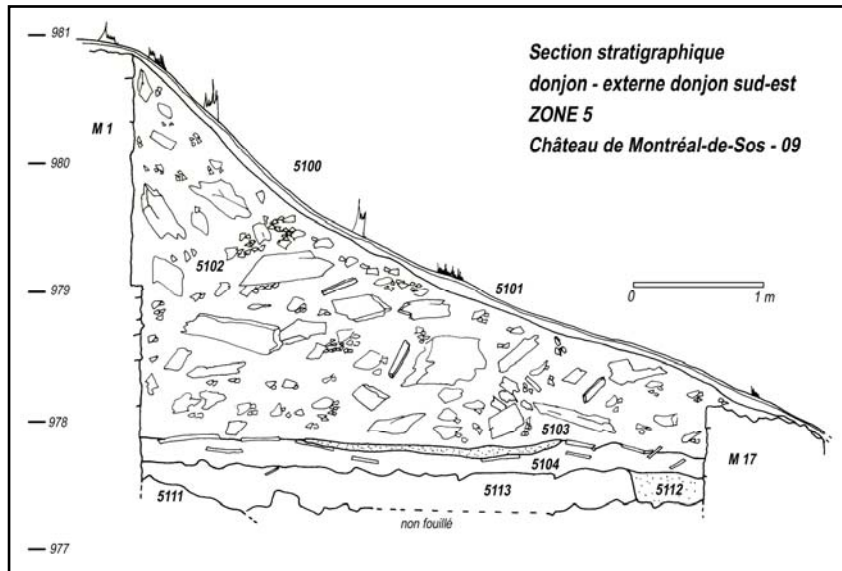 981
Section stratigraphique
donjon - externe donjon sud-est
ZONE 5
Château de Montréal-de-Sos - 09
M 1
980
5100
5102
979
5101
0 1 m
978
5103
5104
M 17
5111
5113
5112
non fouillé
977